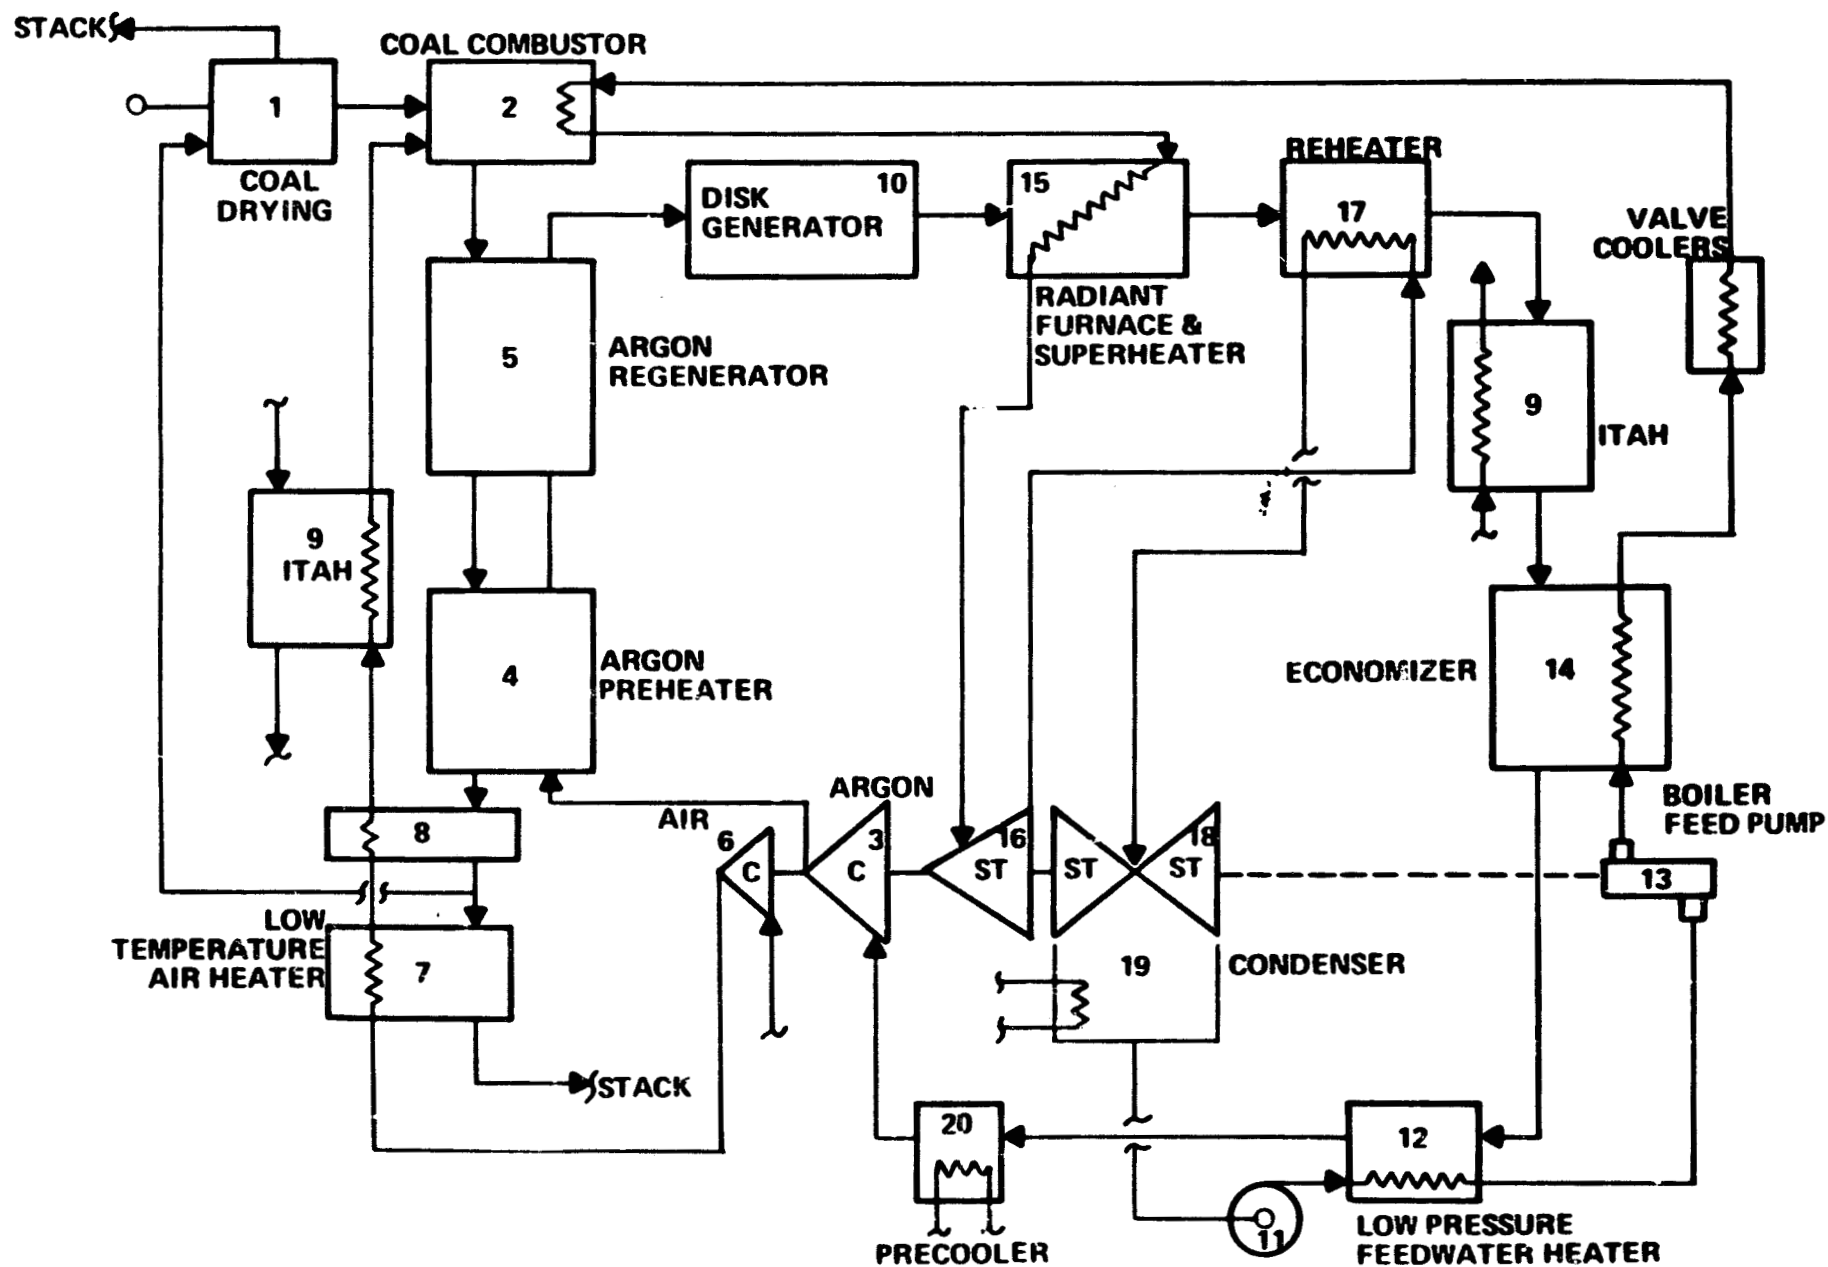 STACK
COAL COMBUSTOR
1
2
COAL
DRYING
DISK
GENERATOR
10
15
REHEATER
17
VALVE
COOLERS
RADIANT
FURNACE &
SUPERHEATER
5
ARGON
REGENERATOR
9
ITAH
9
ITAH
4
ARGON
PREHEATER
ECONOMIZER
14
BOILER
FEED PUMP
ARGON
AIR
8
6
C
3
C
16
ST
ST
18
ST
13
LOW
TEMPERATURE
AIR HEATER
7
19
CONDENSER
STACK
20
12
PRECOOLER
11
LOW PRESSURE
FEEDWATER HEATER